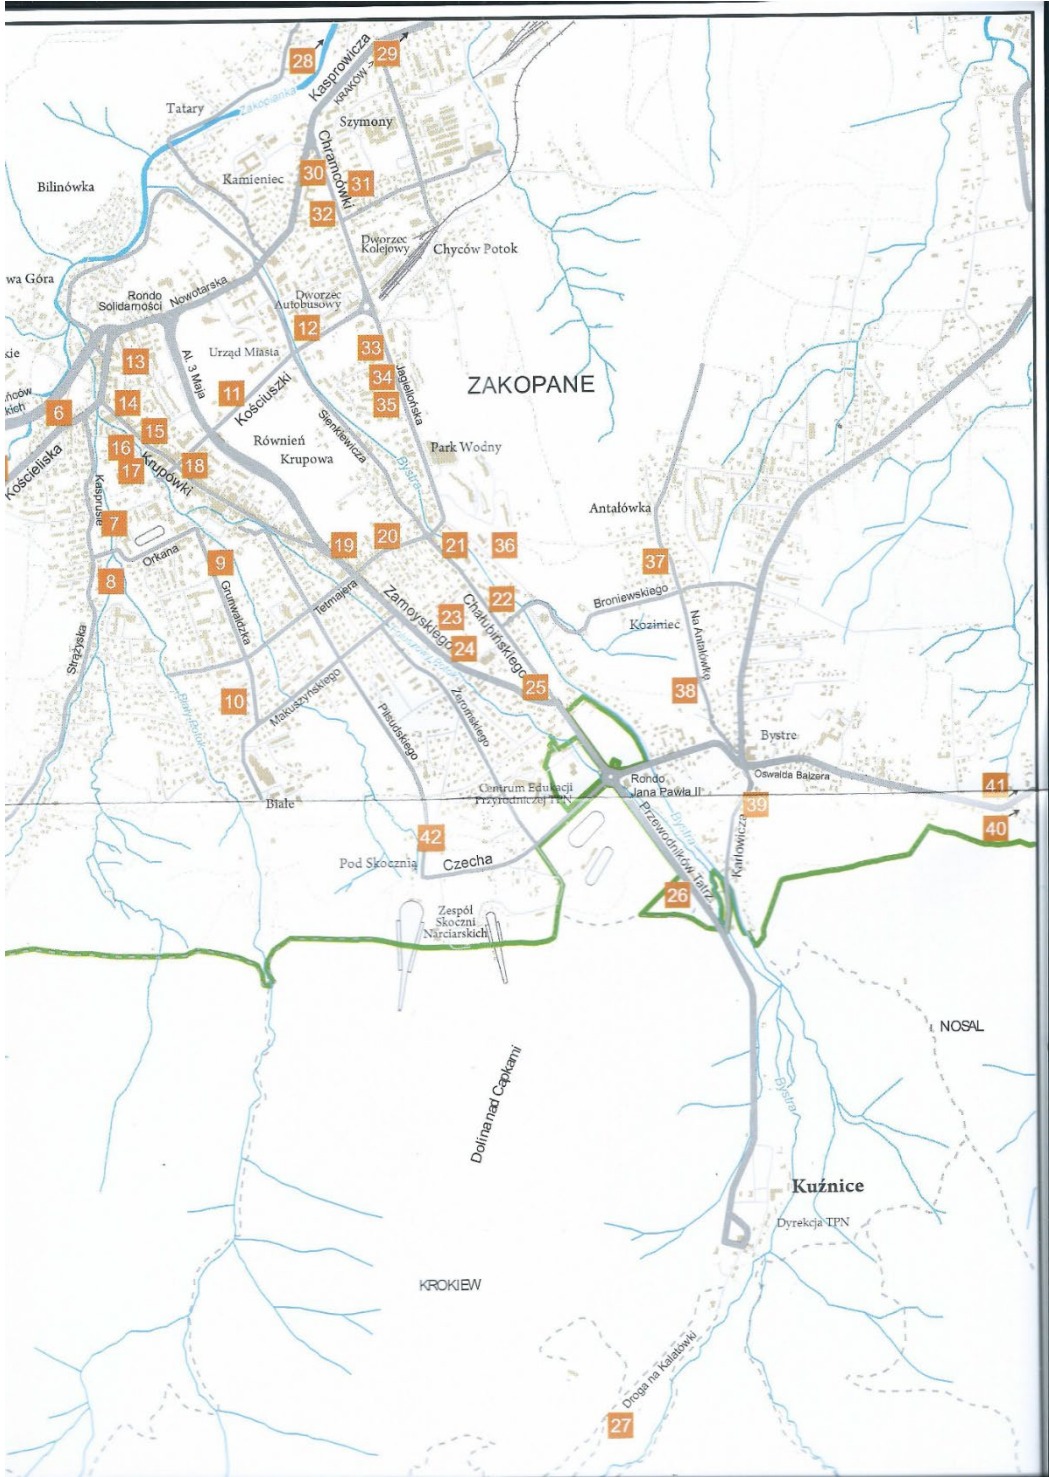 28
29
Kasprowicza
KRAKÓW >
Zakopianka
Tatary
Szymony
Chramcówki
Kamieniec
30
31
Bilinówka
32
Dworzec
Kolejowy
Chyców Potok
wa Góra
Rondo
Solidarności
Nowotarska
Dworzec
Autobusowy
12
13
Urząd Miasta
33
Al. 3 Maja
34
Jagiellońska
ZAKOPANE
11
Kościuszki
35
14
6
Sienkiewicza
15
16
Krupówki
17
18
Równień
Krupowa
Bystra
Park Wodny
Kościeliska
Kasprusie
Antałówka
7
Orkana
9
19
20
21
36
37
8
Grunwaldzka
Tetmajera
Zamoyskiego
22
Broniewskiego
23
Chałubińskiego
Koziniec
Na Antałówkę
24
Strążyska
10
Makuszyńskiego
Piłsudskiego
Żeromskiego
25
38
Bystre
Oswalda Balzera
41
Rondo
Jana Pawła II
Centrum Edukacji
Przyrodniczej TPN
Białe
39
40
Przewodników Tatrz.
Bystra
Karłowicza
42
Pod Skocznią
Czecha
26
Zespół
Skoczni
Narciarskich
NOSAL
Dolina nad Capkami
Bystra
Kuźnice
Dyrekcja TPN
KROKIEW
Droga na Kalatówki
27